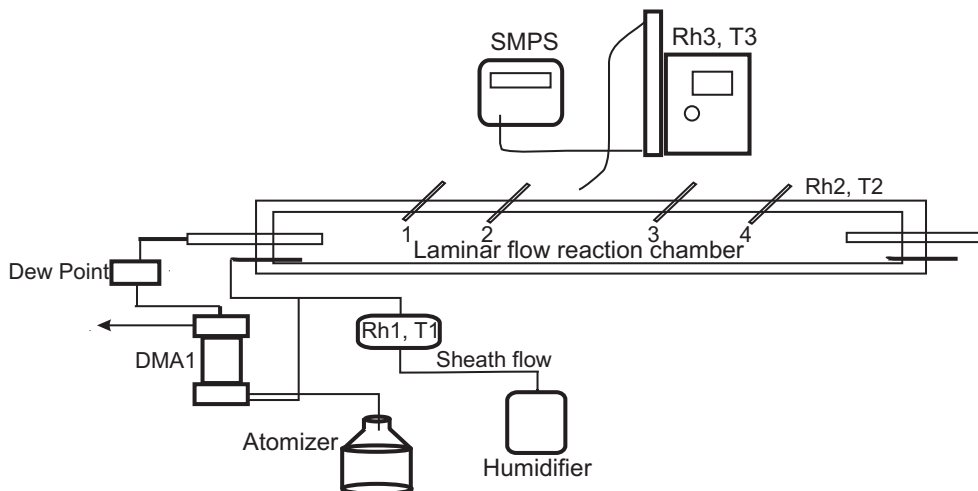 SMPS
Rh3, T3
Rh2, T2
1 2 3 4
Laminar flow reaction chamber
Dew Point
Rh1, T1
DMA1
Sheath flow
Atomizer
Humidifier